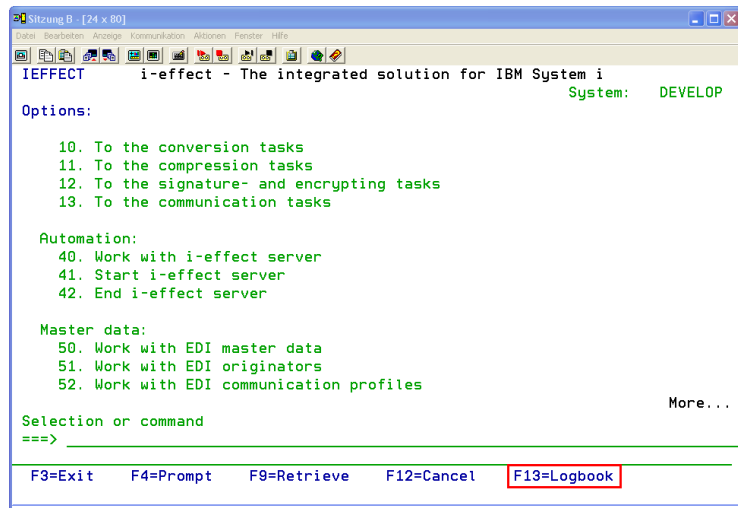 Sitzung B - [24 x 80]
Datei Bearbeiten Anzeige Kommunikation Aktionen Fenster Hilfe
IEFFECT i-effect - The integrated solution for IBM System i
System: DEVELOP
Options:
10. To the conversion tasks
11. To the compression tasks
12. To the signature- and encrypting tasks
13. To the communication tasks
Automation:
40. Work with i-effect server
41. Start i-effect server
42. End i-effect server
Master data:
50. Work with EDI master data
51. Work with EDI originators
52. Work with EDI communication profiles
More...
Selection or command
===>
F3=Exit F4=Prompt F9=Retrieve F12=Cancel F13=Logbook